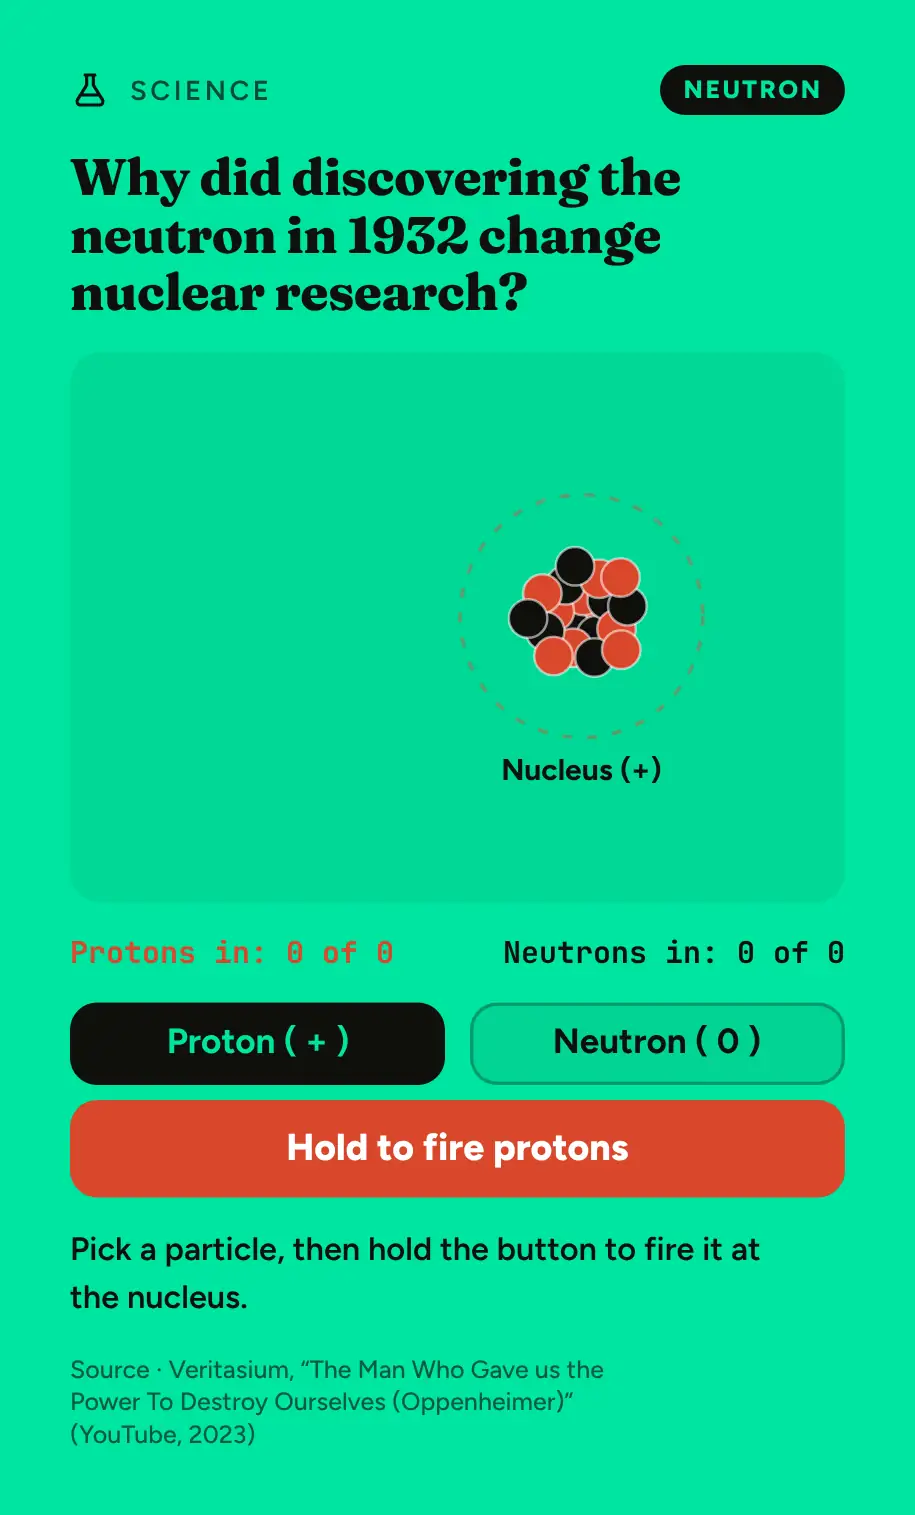 SCIENCE
NEUTRON
Why did discovering the
neutron in 1932 change
nuclear research?
Nucleus (+)
Protons in: 0 of 0
Neutrons in: 0 of 0
Proton ( + )
Neutron ( 0 )
Hold to fire protons
Pick a particle, then hold the button to fire it at
the nucleus.
Source · Veritasium, “The Man Who Gave us the
Power To Destroy Ourselves (Oppenheimer)”
(YouTube, 2023)